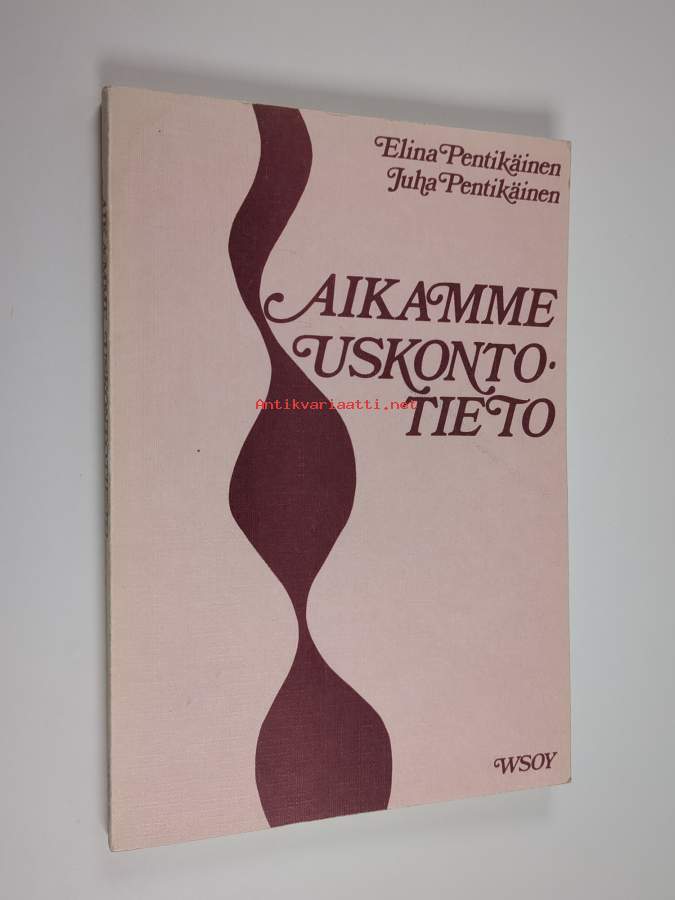 Elina Pentikäinen
Juha Pentikäinen
AIKAMME
USKONTO-
TIETO
Antikvariaatti.net
WSOY